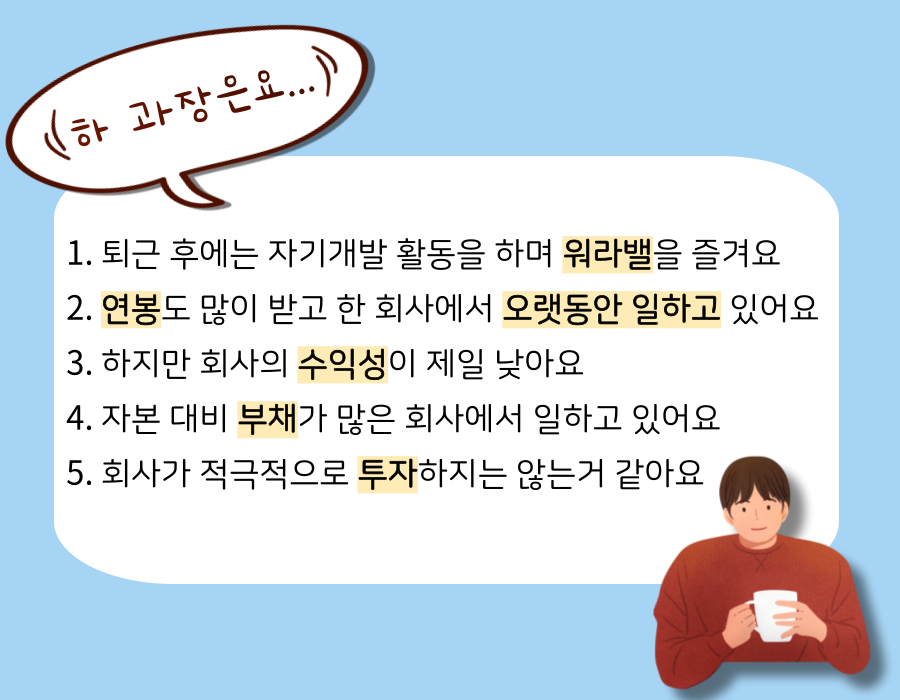 하 과장은요...
1. 퇴근 후에는 자기개발 활동을 하며 워라밸을 즐겨요
2. 연봉도 많이 받고 한 회사에서 오랫동안 일하고 있어요
3. 하지만 회사의 수익성이 제일 낮아요
4. 자본 대비 부채가 많은 회사에서 일하고 있어요
5. 회사가 적극적으로 투자하지는 않는거 같아요